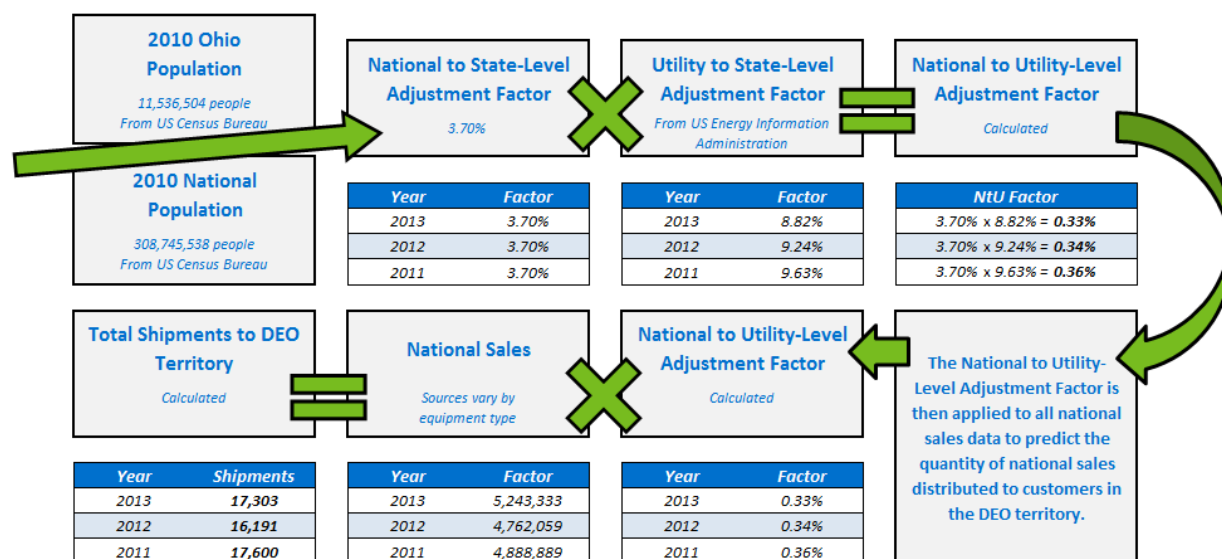 2010 Ohio
Population
11,536,504 people
From US Census Bureau
2010 National
Population
308,745,538 people
From US Census Bureau
National to State-Level
Adjustment Factor
3.70%
Year Factor
2013 3.70%
2012 3.70%
2011 3.70%
Utility to State-Level
Adjustment Factor
From US Energy Information
Administration
Year Factor
2013 8.82%
2012 9.24%
2011 9.63%
National to Utility-Level
Adjustment Factor
Calculated
NtU Factor
3.70% x 8.82% = 0.33%
3.70% x 9.24% = 0.34%
3.70% x 9.63% = 0.36%
Total Shipments to DEO
Territory
Calculated
Year Shipments
2013 17,303
2012 16,191
2011 17,600
National Sales
Sources vary by
equipment type
Year Factor
2013 5,243,333
2012 4,762,059
2011 4,888,889
National to Utility-Level
Adjustment Factor
Calculated
Year Factor
2013 0.33%
2012 0.34%
2011 0.36%
The National to Utility-
Level Adjustment Factor is
then applied to all national
sales data to predict the
quantity of national sales
distributed to customers in
the DEO territory.